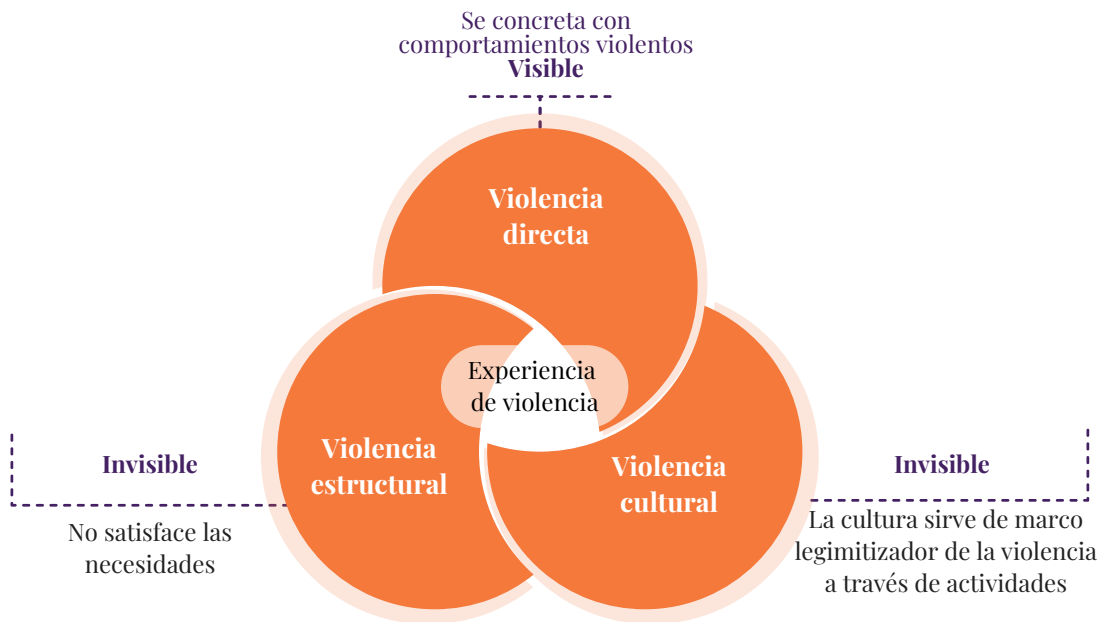 Se concreta con
comportamientos violentos
Visible
Violencia
directa
Experiencia
de violencia
Violencia
estructural
Violencia
cultural
Invisible
No satisface las
necesidades
Invisible
La cultura sirve de marco
legimitizador de la violencia
a través de actividades